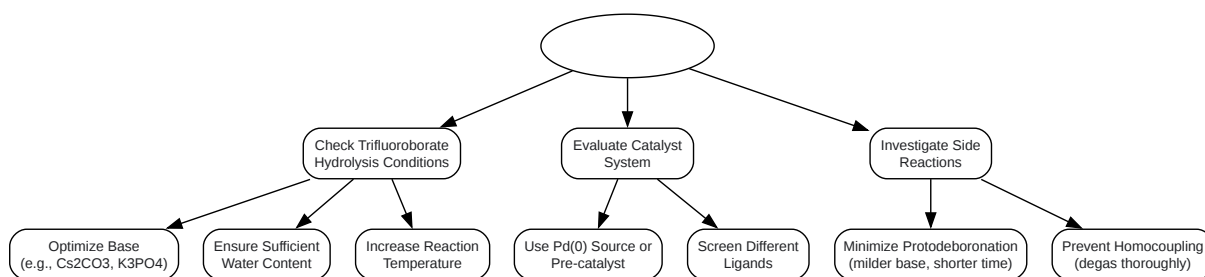 Check Trifluoroborate
Hydrolysis Conditions
Evaluate Catalyst
System
Investigate Side
Reactions
Optimize Base
(e.g., Cs2CO3, K3PO4)
Ensure Sufficient
Water Content
Increase Reaction
Temperature
Use Pd(0) Source or
Pre-catalyst
Screen Different
Ligands
Minimize Protodeboronation
(milder base, shorter time)
Prevent Homocoupling
(degas thoroughly)